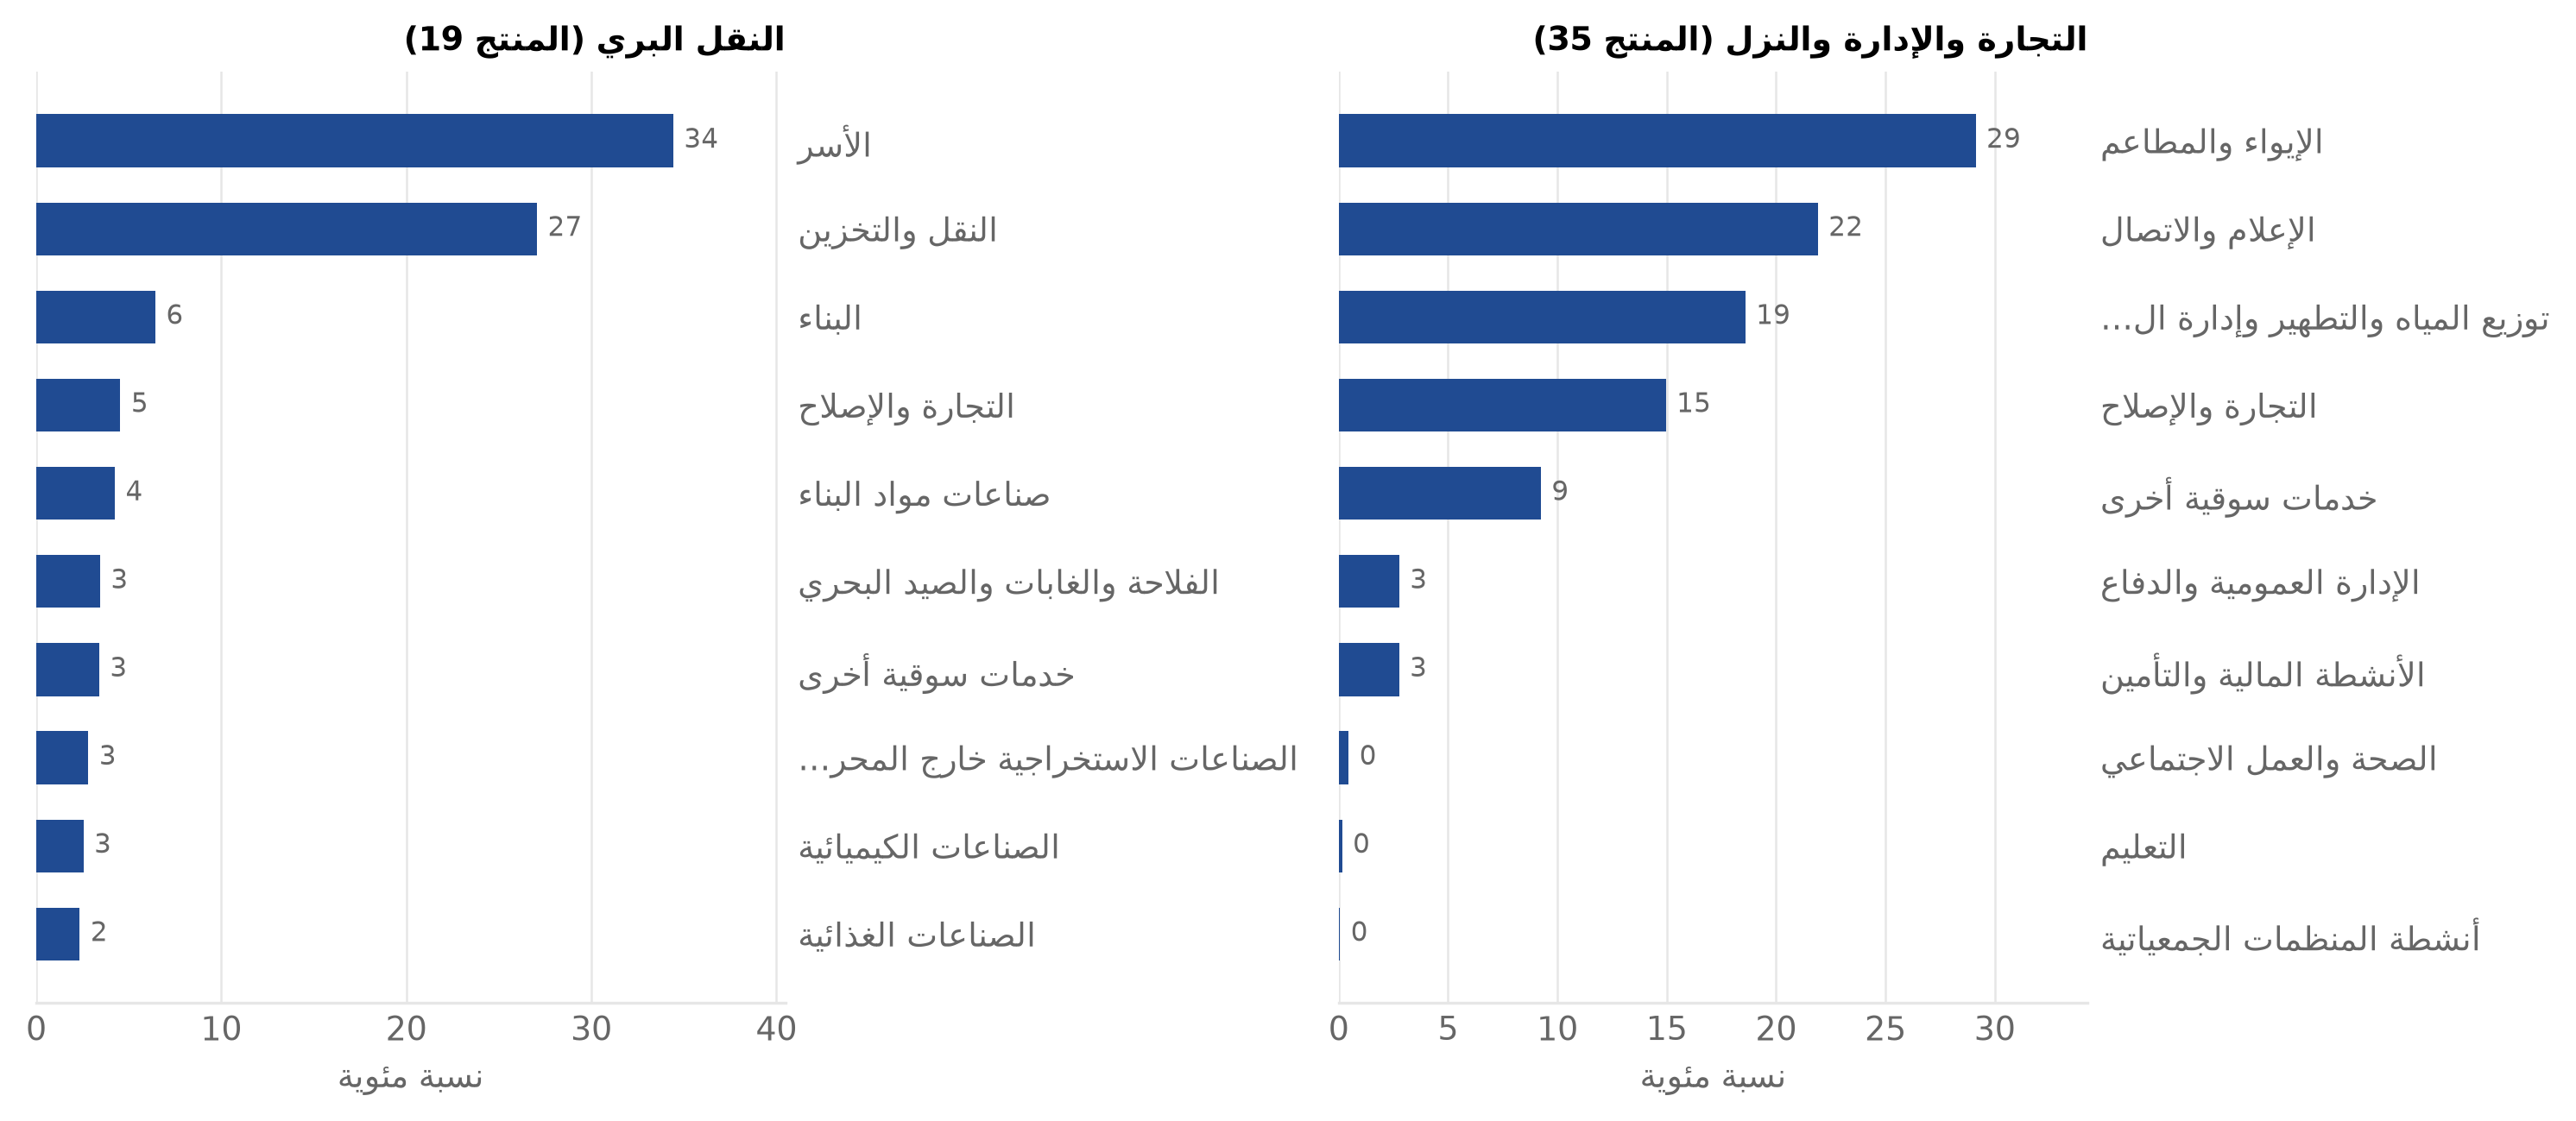 التجارة والإدارة والنزل (المنتج 35)
الإيواء والمطاعم 29
الإعلام والاتصال 22
توزيع المياه والتطهير وإدارة ال... 19
التجارة والإصلاح 15
خدمات سوقية أخرى 9
الإدارة العمومية والدفاع 3
الأنشطة المالية والتأمين 3
الصحة والعمل الاجتماعي 0
التعليم 0
أنشطة المنظمات الجمعياتية 0
0 5 10 15 20 25 30
نسبة مئوية
النقل البري (المنتج 19)
الأسر 34
النقل والتخزين 27
البناء 6
التجارة والإصلاح 5
صناعات مواد البناء 4
الفلاحة والغابات والصيد البحري 3
خدمات سوقية أخرى 3
الصناعات الاستخراجية خارج المحر... 3
الصناعات الكيميائية 3
الصناعات الغذائية 2
0 10 20 30 40
نسبة مئوية